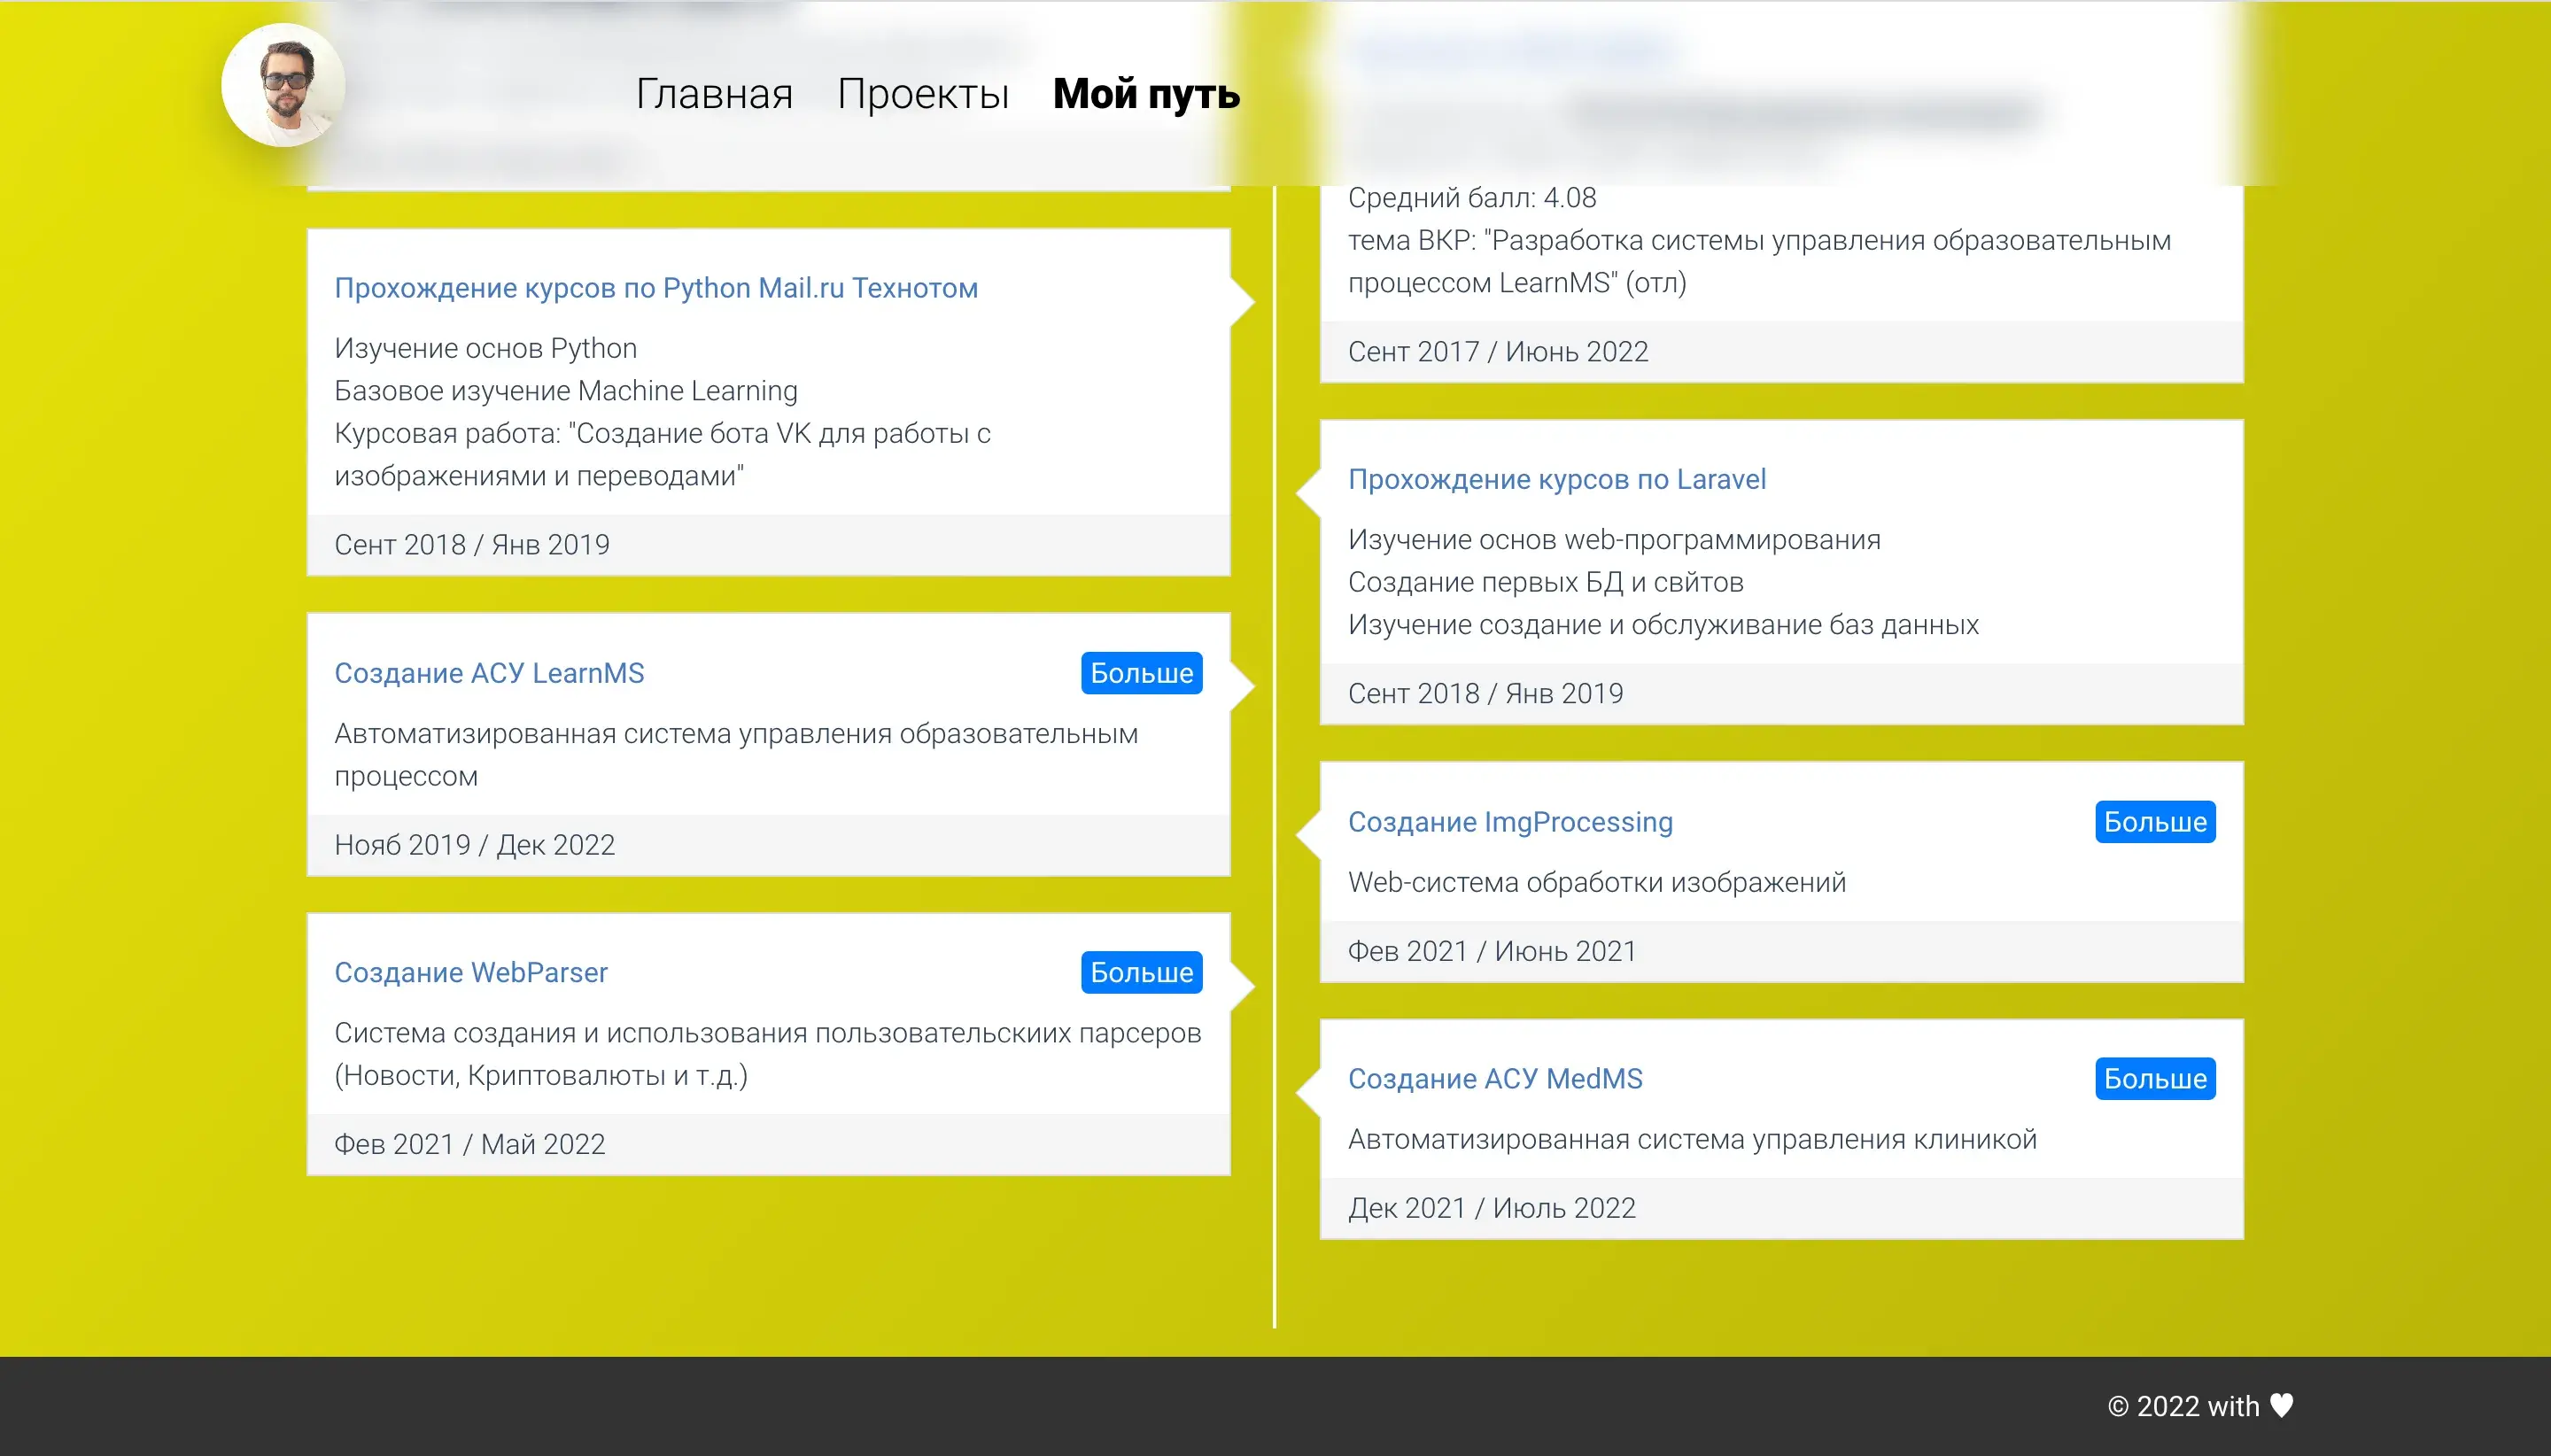 Главная Проекты Мой путь
Прохождение курсов по Python Mail.ru Технотом
Изучение основ Python
Базовое изучение Machine Learning
Курсовая работа: "Создание бота VK для работы с
изображениями и переводами"
Сент 2018 / Янв 2019
Создание АСУ LearnMS
Больше
Автоматизированная система управления образовательным
процессом
Нояб 2019 / Дек 2022
Создание WebParser
Больше
Система создания и использования пользовательскиих парсеров
(Новости, Криптовалюты и т.д.)
Фев 2021 / Май 2022
Средний балл: 4.08
тема ВКР: "Разработка системы управления образовательным
процессом LearnMS" (отл)
Сент 2017 / Июнь 2022
Прохождение курсов по Laravel
Изучение основ web-программирования
Создание первых БД и свйтов
Изучение создание и обслуживание баз данных
Сент 2018 / Янв 2019
Создание ImgProcessing
Больше
Web-система обработки изображений
Фев 2021 / Июнь 2021
Создание АСУ MedMS
Больше
Автоматизированная система управления клиникой
Дек 2021 / Июль 2022
© 2022 with ♥